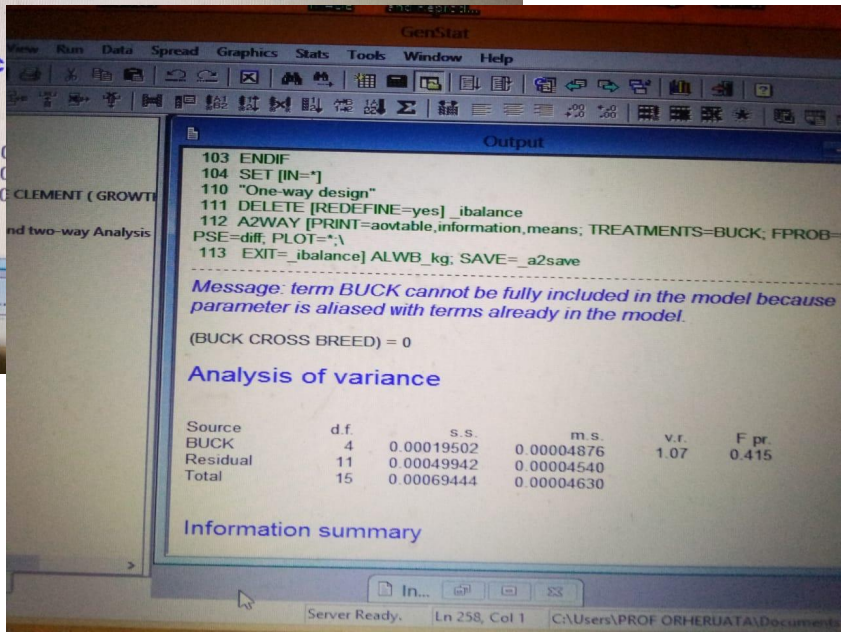 and Reprod...
GenStat
View Run Data Spread Graphics Stats Tools Window Help
Output
CLEMENT ( GROWTH
nd two-way Analysis
103 ENDIF
104 SET [IN=*]
110 "One-way design"
111 DELETE [REDEFINE=yes] _ibalance
112 A2WAY [PRINT=aovtable,information,means; TREATMENTS=BUCK; FPROB=
PSE=diff; PLOT=*;\
113 EXIT=_ibalance] ALWB_kg; SAVE=_a2save
Message: term BUCK cannot be fully included in the model because
parameter is aliased with terms already in the model.
(BUCK CROSS BREED) = 0
Analysis of variance
Source d.f. s.s. m.s. v.r. F pr.
BUCK 4 0.00019502 0.00004876 1.07 0.415
Residual 11 0.00049942 0.00004540
Total 15 0.00069444 0.00004630
Information summary
In...
Server Ready. Ln 258, Col 1 C:\Users\PROF ORHERUATA\Documents